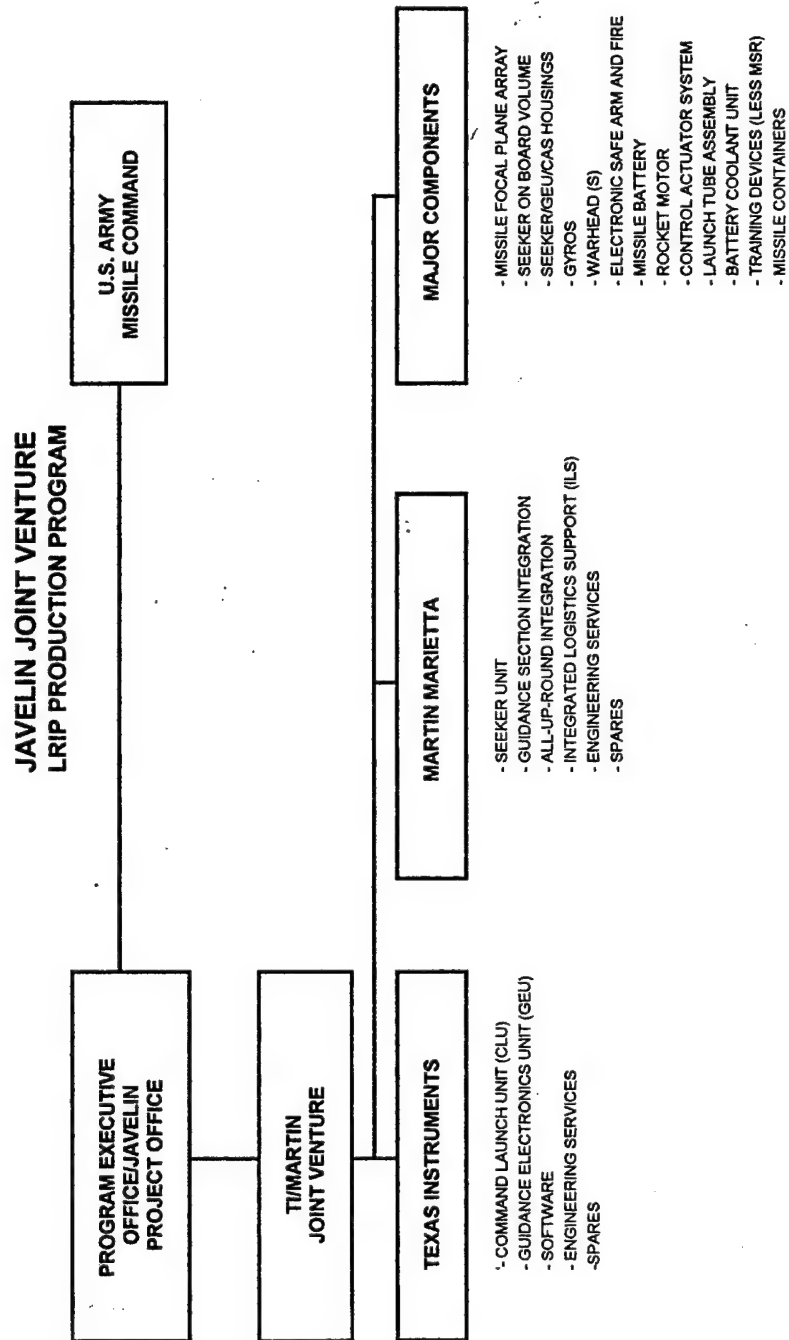 JAVELIN JOINT VENTURE
LRIP PRODUCTION PROGRAM
PROGRAM EXECUTIVE
OFFICE/JAVELIN
PROJECT OFFICE
U.S. ARMY
MISSILE COMMAND
TI/MARTIN
JOINT VENTURE
TEXAS INSTRUMENTS
'- COMMAND LAUNCH UNIT (CLU)
- GUIDANCE ELECTRONICS UNIT (GEU)
- SOFTWARE
- ENGINEERING SERVICES
-SPARES
MARTIN MARIETTA
- SEEKER UNIT
- GUIDANCE SECTION INTEGRATION
- ALL-UP-ROUND INTEGRATION
- INTEGRATED LOGISTICS SUPPORT (ILS)
- ENGINEERING SERVICES
- SPARES
MAJOR COMPONENTS
- MISSILE FOCAL PLANE ARRAY
- SEEKER ON BOARD VOLUME
- SEEKER/GEU/CAS HOUSINGS
- GYROS
- WARHEAD (S)
- ELECTRONIC SAFE ARM AND FIRE
- MISSILE BATTERY
- ROCKET MOTOR
- CONTROL ACTUATOR SYSTEM
- LAUNCH TUBE ASSEMBLY
- BATTERY COOLANT UNIT
- TRAINING DEVICES (LESS MSR)
- MISSILE CONTAINERS